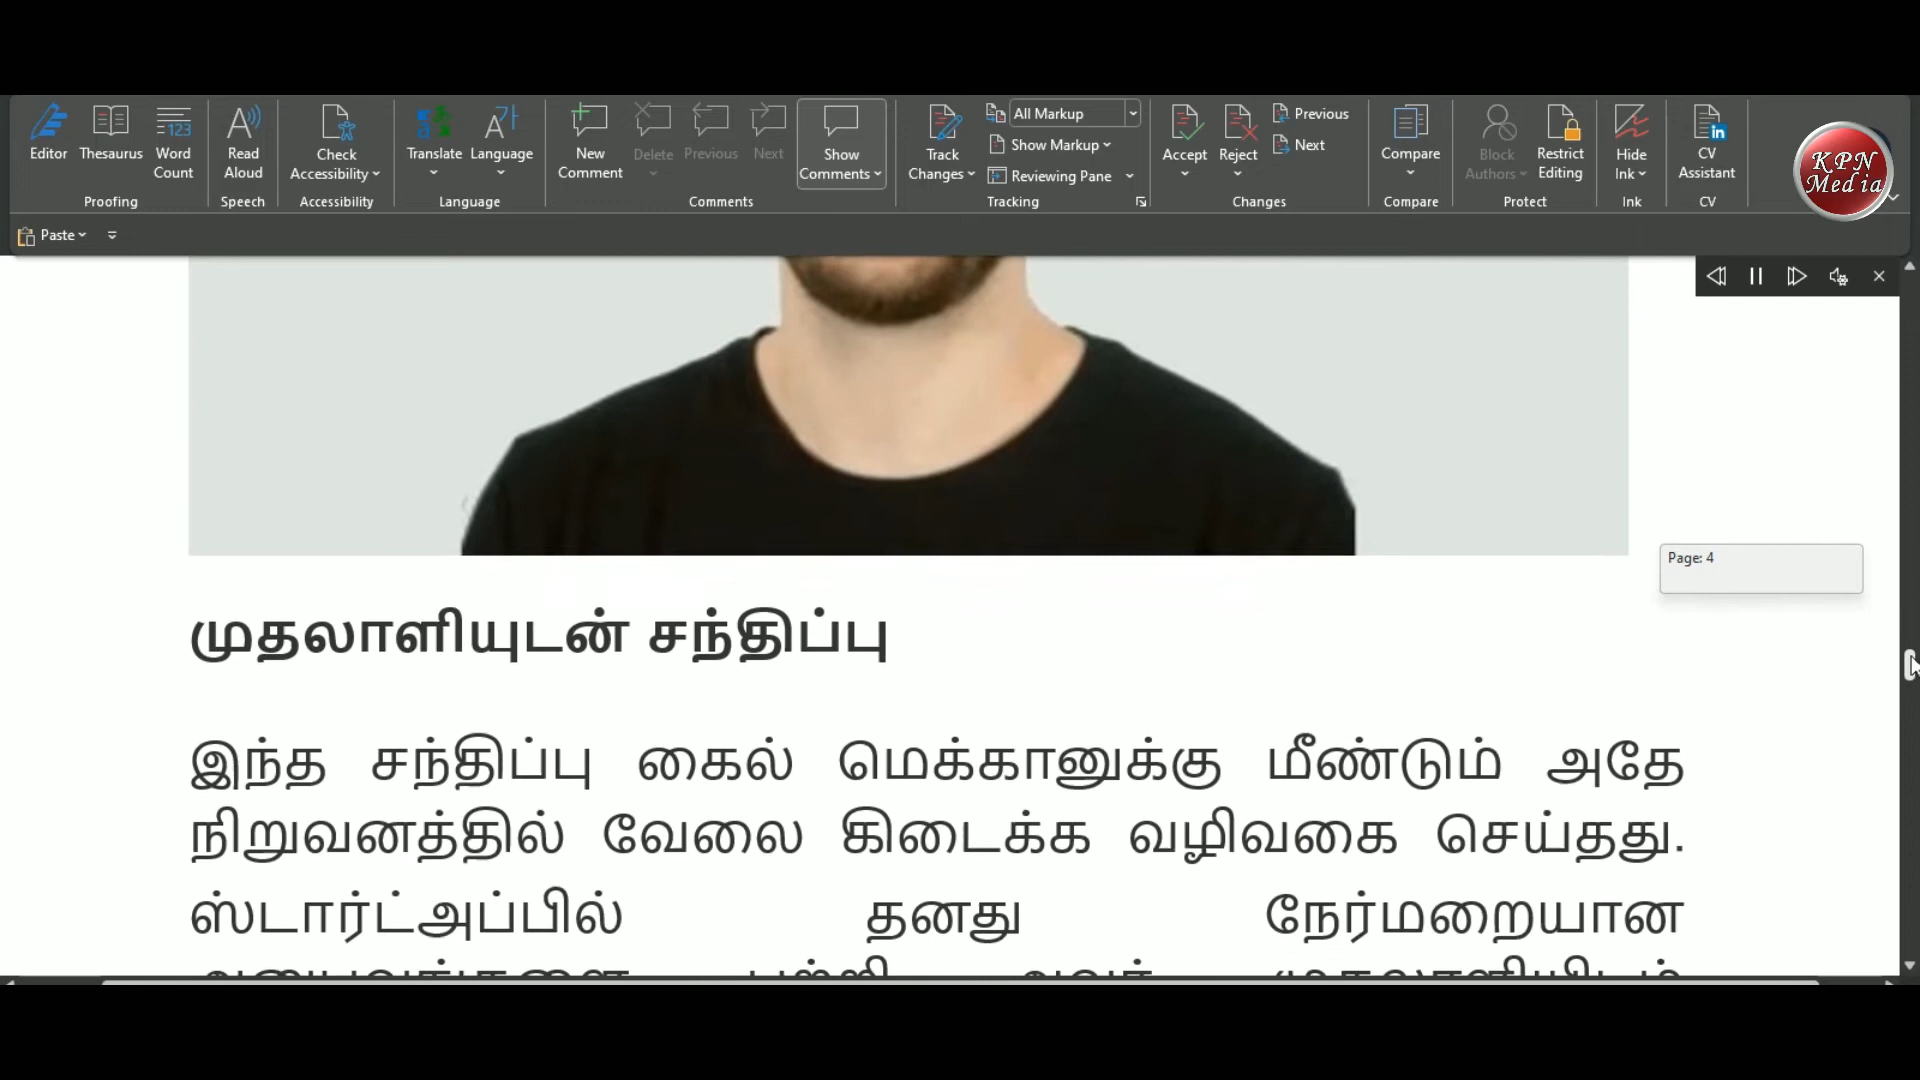 Editor Thesaurus Word Count Read Aloud Check Accessibility Translate Language New Comment Delete Previous Next Show Comments Track Changes All Markup Show Markup Reviewing Pane Accept Reject Previous Next Compare Block Authors Restrict Editing Hide Ink CV Assistant
Proofing Speech Accessibility Language Comments Tracking Changes Compare Protect Ink CV
KPN
Media
Paste
Page: 4
முதலாளியுடன் சந்திப்பு
இந்த சந்திப்பு கைல் மெக்கானுக்கு மீண்டும் அதே
நிறுவனத்தில் வேலை கிடைக்க வழிவகை செய்தது.
ஸ்டார்ட்அப்பில் தனது நேர்மறையான